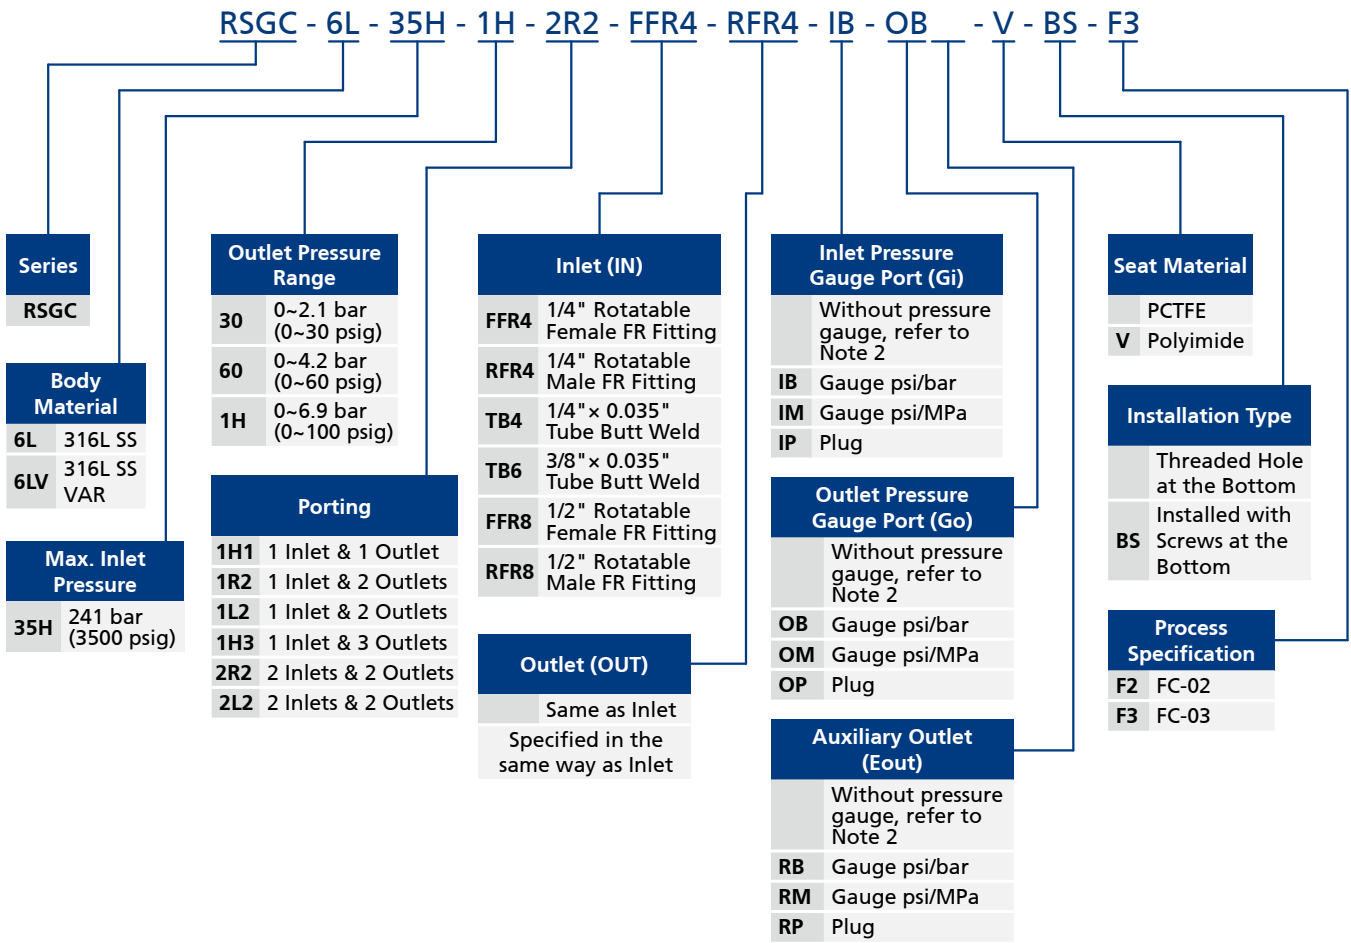 RSGC - 6L - 35H - 1H - 2R2 - FFR4 - RFR4 - IB - OB - V - BS - F3
Series
RSGC
Body
Material
6L 316L SS
6LV 316L SS
VAR
Max. Inlet
Pressure
35H 241 bar
(3500 psig)
Outlet Pressure
Range
30 0~2.1 bar
(0~30 psig)
60 0~4.2 bar
(0~60 psig)
1H 0~6.9 bar
(0~100 psig)
Porting
1H1 1 Inlet & 1 Outlet
1R2 1 Inlet & 2 Outlets
1L2 1 Inlet & 2 Outlets
1H3 1 Inlet & 3 Outlets
2R2 2 Inlets & 2 Outlets
2L2 2 Inlets & 2 Outlets
Inlet (IN)
FFR4 1/4" Rotatable
Female FR Fitting
RFR4 1/4" Rotatable
Male FR Fitting
TB4 1/4"× 0.035"
Tube Butt Weld
TB6 3/8"× 0.035"
Tube Butt Weld
FFR8 1/2" Rotatable
Female FR Fitting
RFR8 1/2" Rotatable
Male FR Fitting
Outlet (OUT)
Same as Inlet
Specified in the
same way as Inlet
Inlet Pressure
Gauge Port (Gi)
Without pressure
gauge, refer to
Note 2
IB Gauge psi/bar
IM Gauge psi/MPa
IP Plug
Outlet Pressure
Gauge Port (Go)
Without pressure
gauge, refer to
Note 2
OB Gauge psi/bar
OM Gauge psi/MPa
OP Plug
Auxiliary Outlet
(Eout)
Without pressure
gauge, refer to
Note 2
RB Gauge psi/bar
RM Gauge psi/MPa
RP Plug
Seat Material
PCTFE
V Polyimide
Installation Type
Threaded Hole
at the Bottom
BS Installed with
Screws at the
Bottom
Process
Specification
F2 FC-02
F3 FC-03